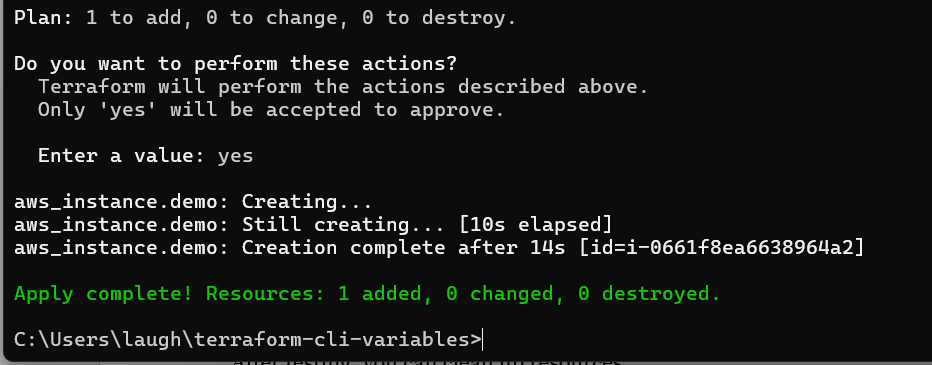 Plan: 1 to add, 0 to change, 0 to destroy.
Do you want to perform these actions?
Terraform will perform the actions described above.
Only 'yes' will be accepted to approve.
Enter a value: yes
aws_instance.demo: Creating...
aws_instance.demo: Still creating... [10s elapsed]
aws_instance.demo: Creation complete after 14s [id=i-0661f8ea6638964a2]
Apply complete! Resources: 1 added, 0 changed, 0 destroyed.
C:\Users\laugh\terraform-cli-variables>